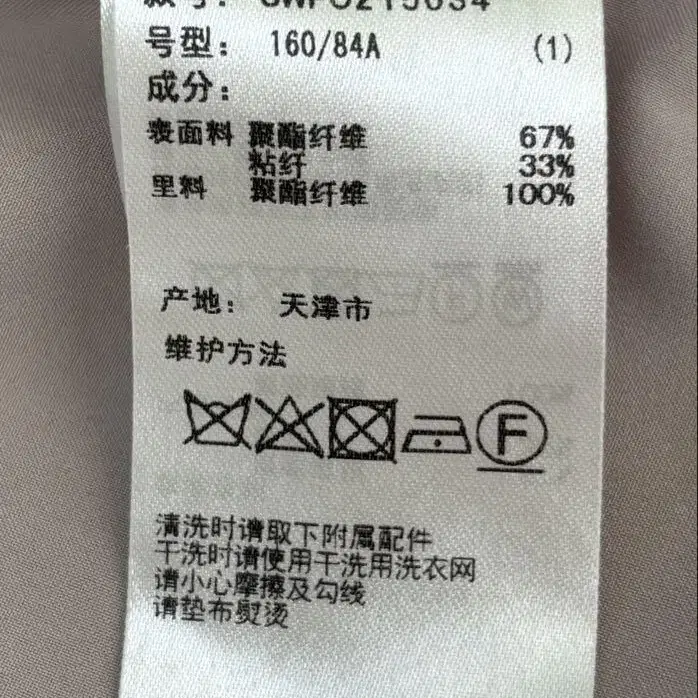 号型： 160/84A (1)
成分：
表面料 聚酯纤维 67%
粘纤 33%
里料 聚酯纤维 100%
产地： 天津市
维护方法
F
清洗时请取下附属配件
干洗时请使用干洗用洗衣网
请小心摩擦及勾线
请垫布熨烫